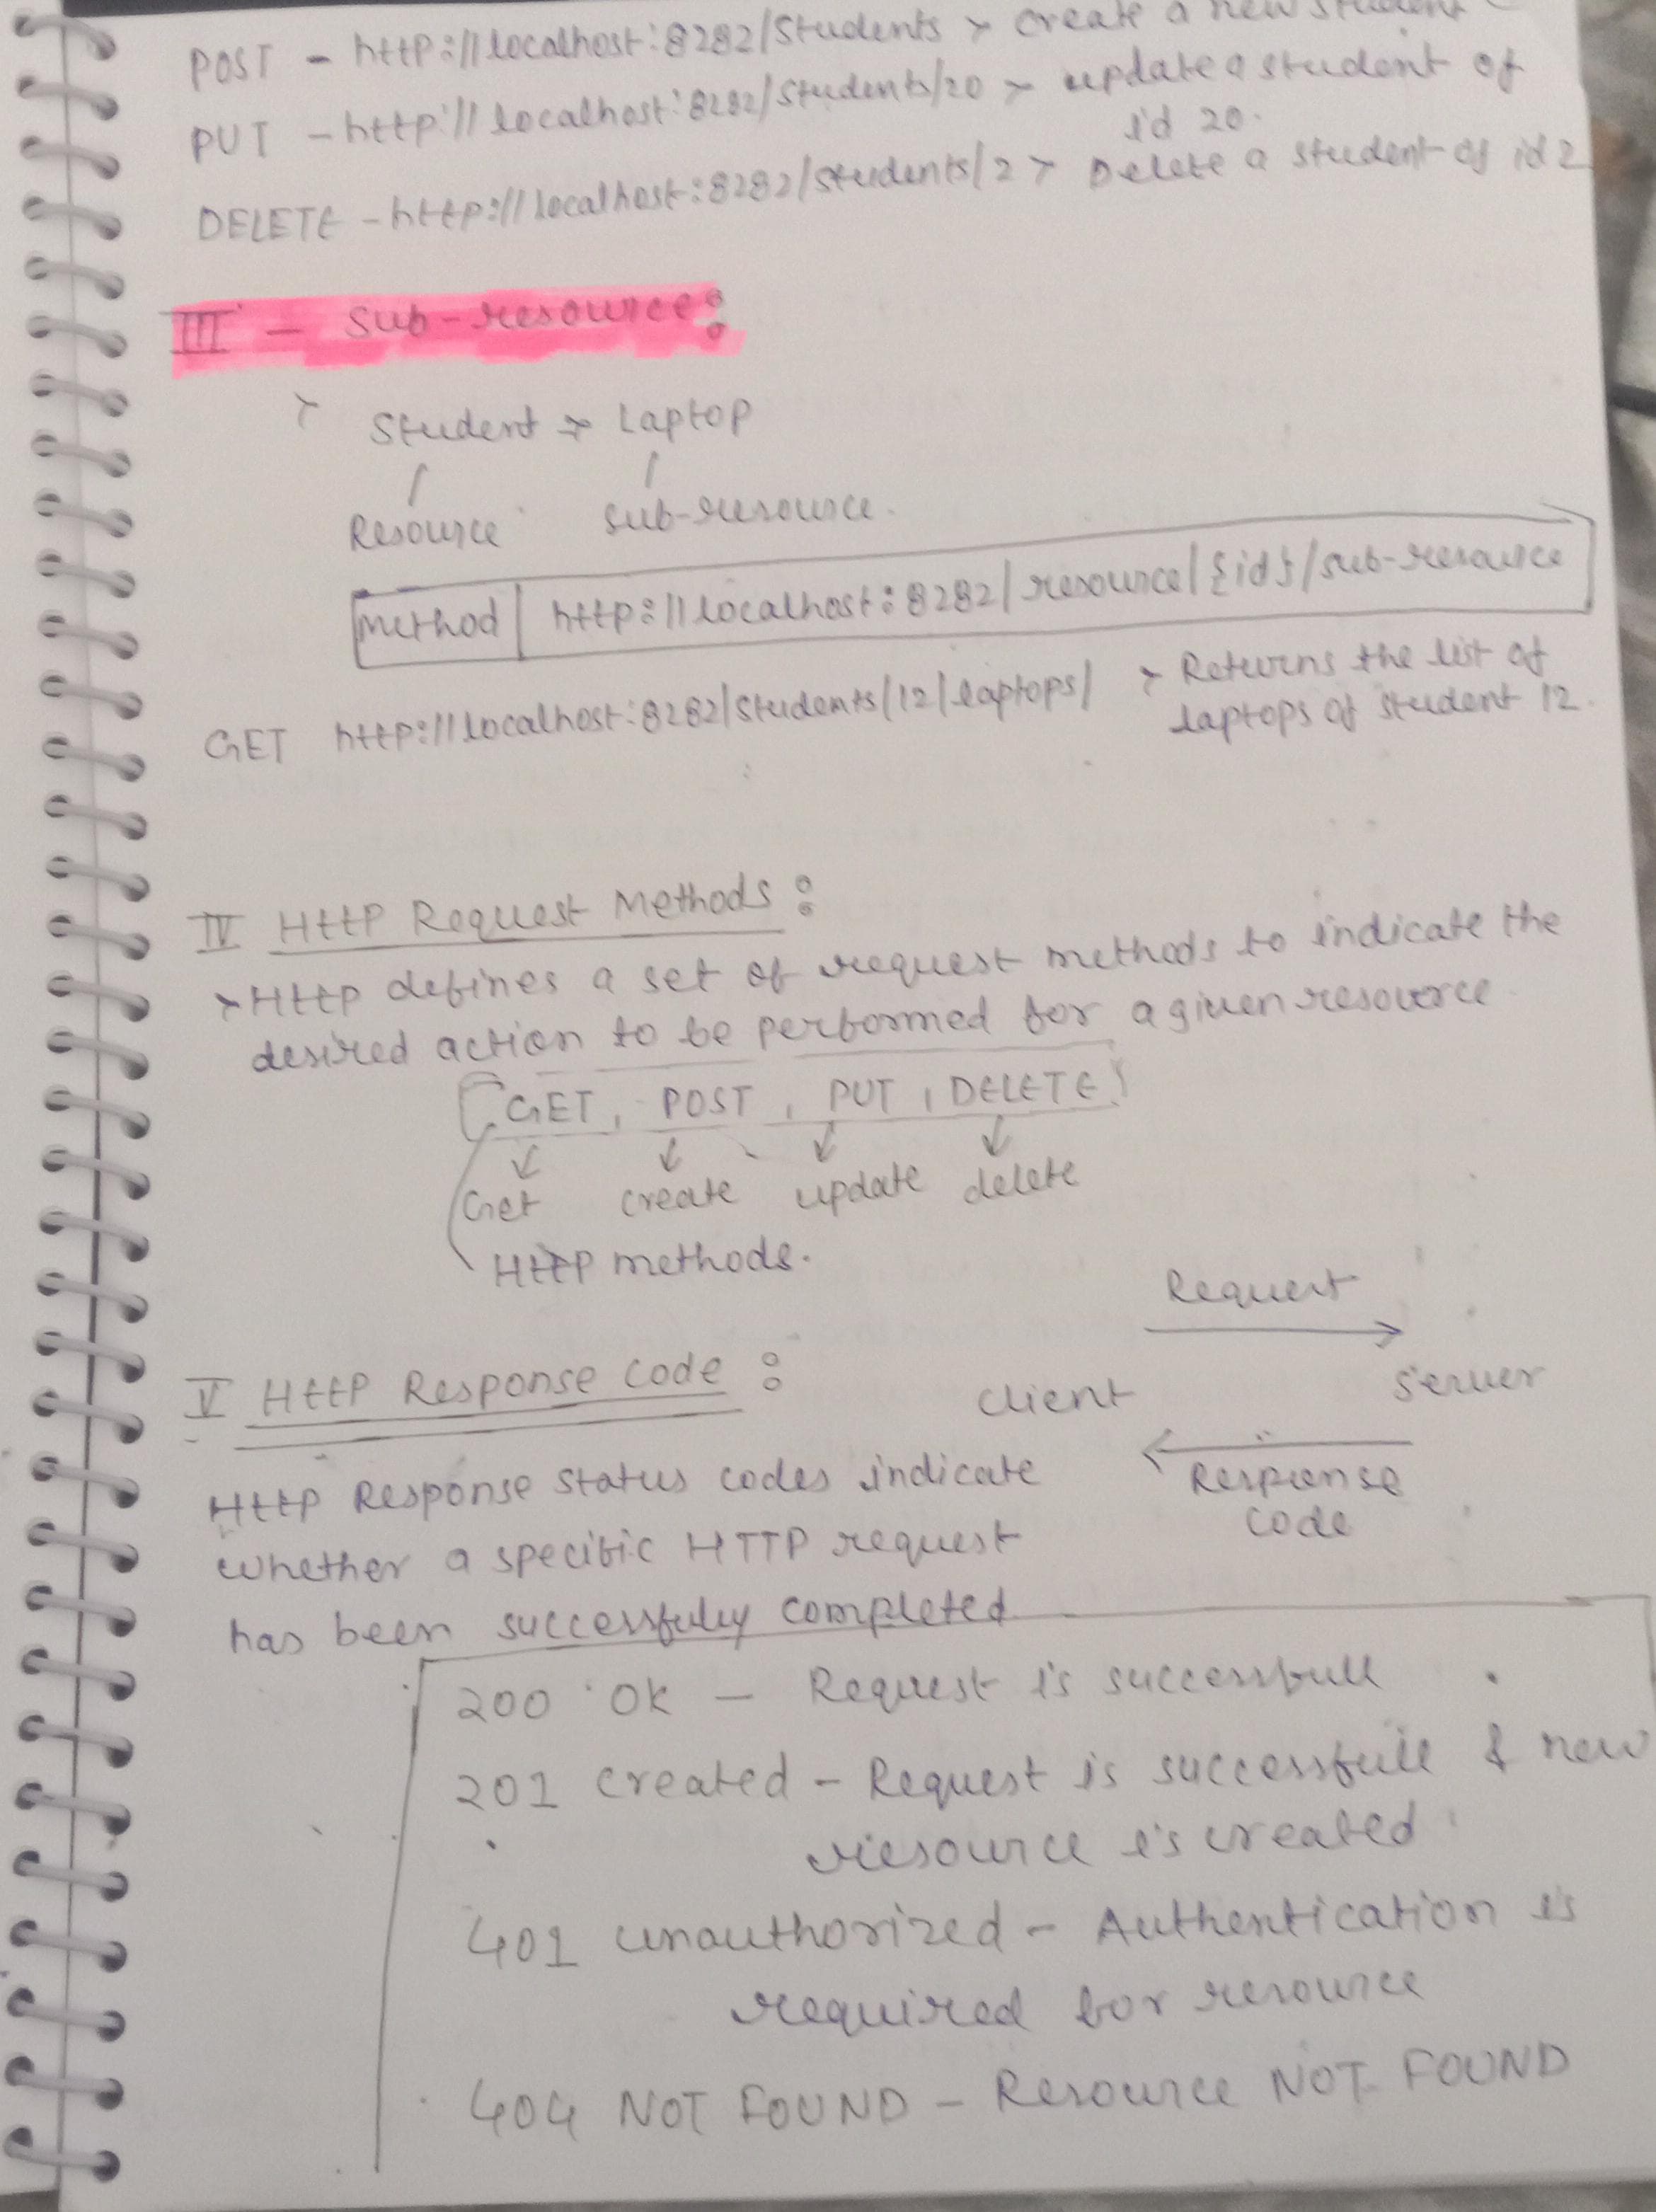 POST - http://localhost:8282/Students > create a new student
PUT - http://localhost:8282/Students/20 > update a student of
id 20.
DELETE - http://localhost:8282/students/2 > Delete a student of id 2
III - Sub-resource:
> Student > Laptop
Resource sub-resource.
method | http://localhost:8282/resource/{id}/sub-resource
GET http://localhost:8282/students/12/laptops/ > Returns the list of
laptops of student 12.
IV Http Request Methods:
> Http defines a set of request methods to indicate the
desired action to be performed for a given resource
GET, POST, PUT, DELETE
Get create update delete
Http methods.
Request
V Http Response Code:
client server
Http Response status codes indicate
Response
code
whether a specific HTTP request
has been successfully completed
200 OK - Request is successfull
201 created - Request is successfull & new
resource is created
401 unauthorized - Authentication is
required for resource
404 NOT FOUND - Resource NOT FOUND